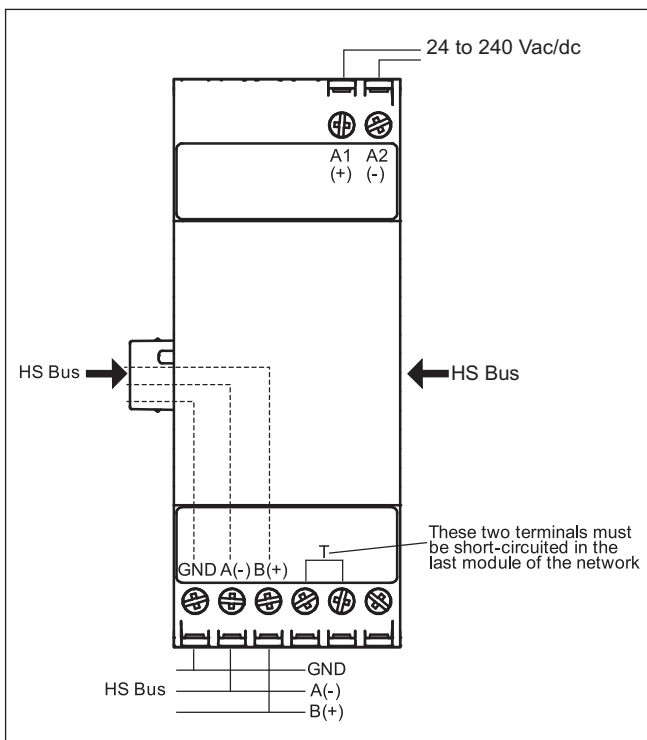 24 to 240 Vac/dc
A1 A2
(+) (-)
HS Bus
HS Bus
These two terminals must
be short-circuited in the
last module of the network
T
GND A(-) B(+)
GND
HS Bus
A(-)
B(+)